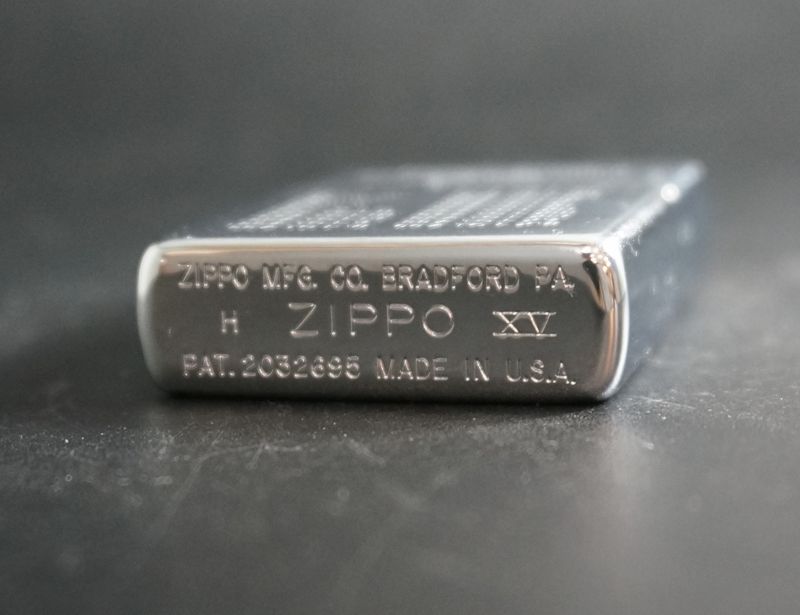 ZIPPO MFG. CO. BRADFORD PA.
H ZIPPO XV
PAT. 2032695 MADE IN U.S.A.